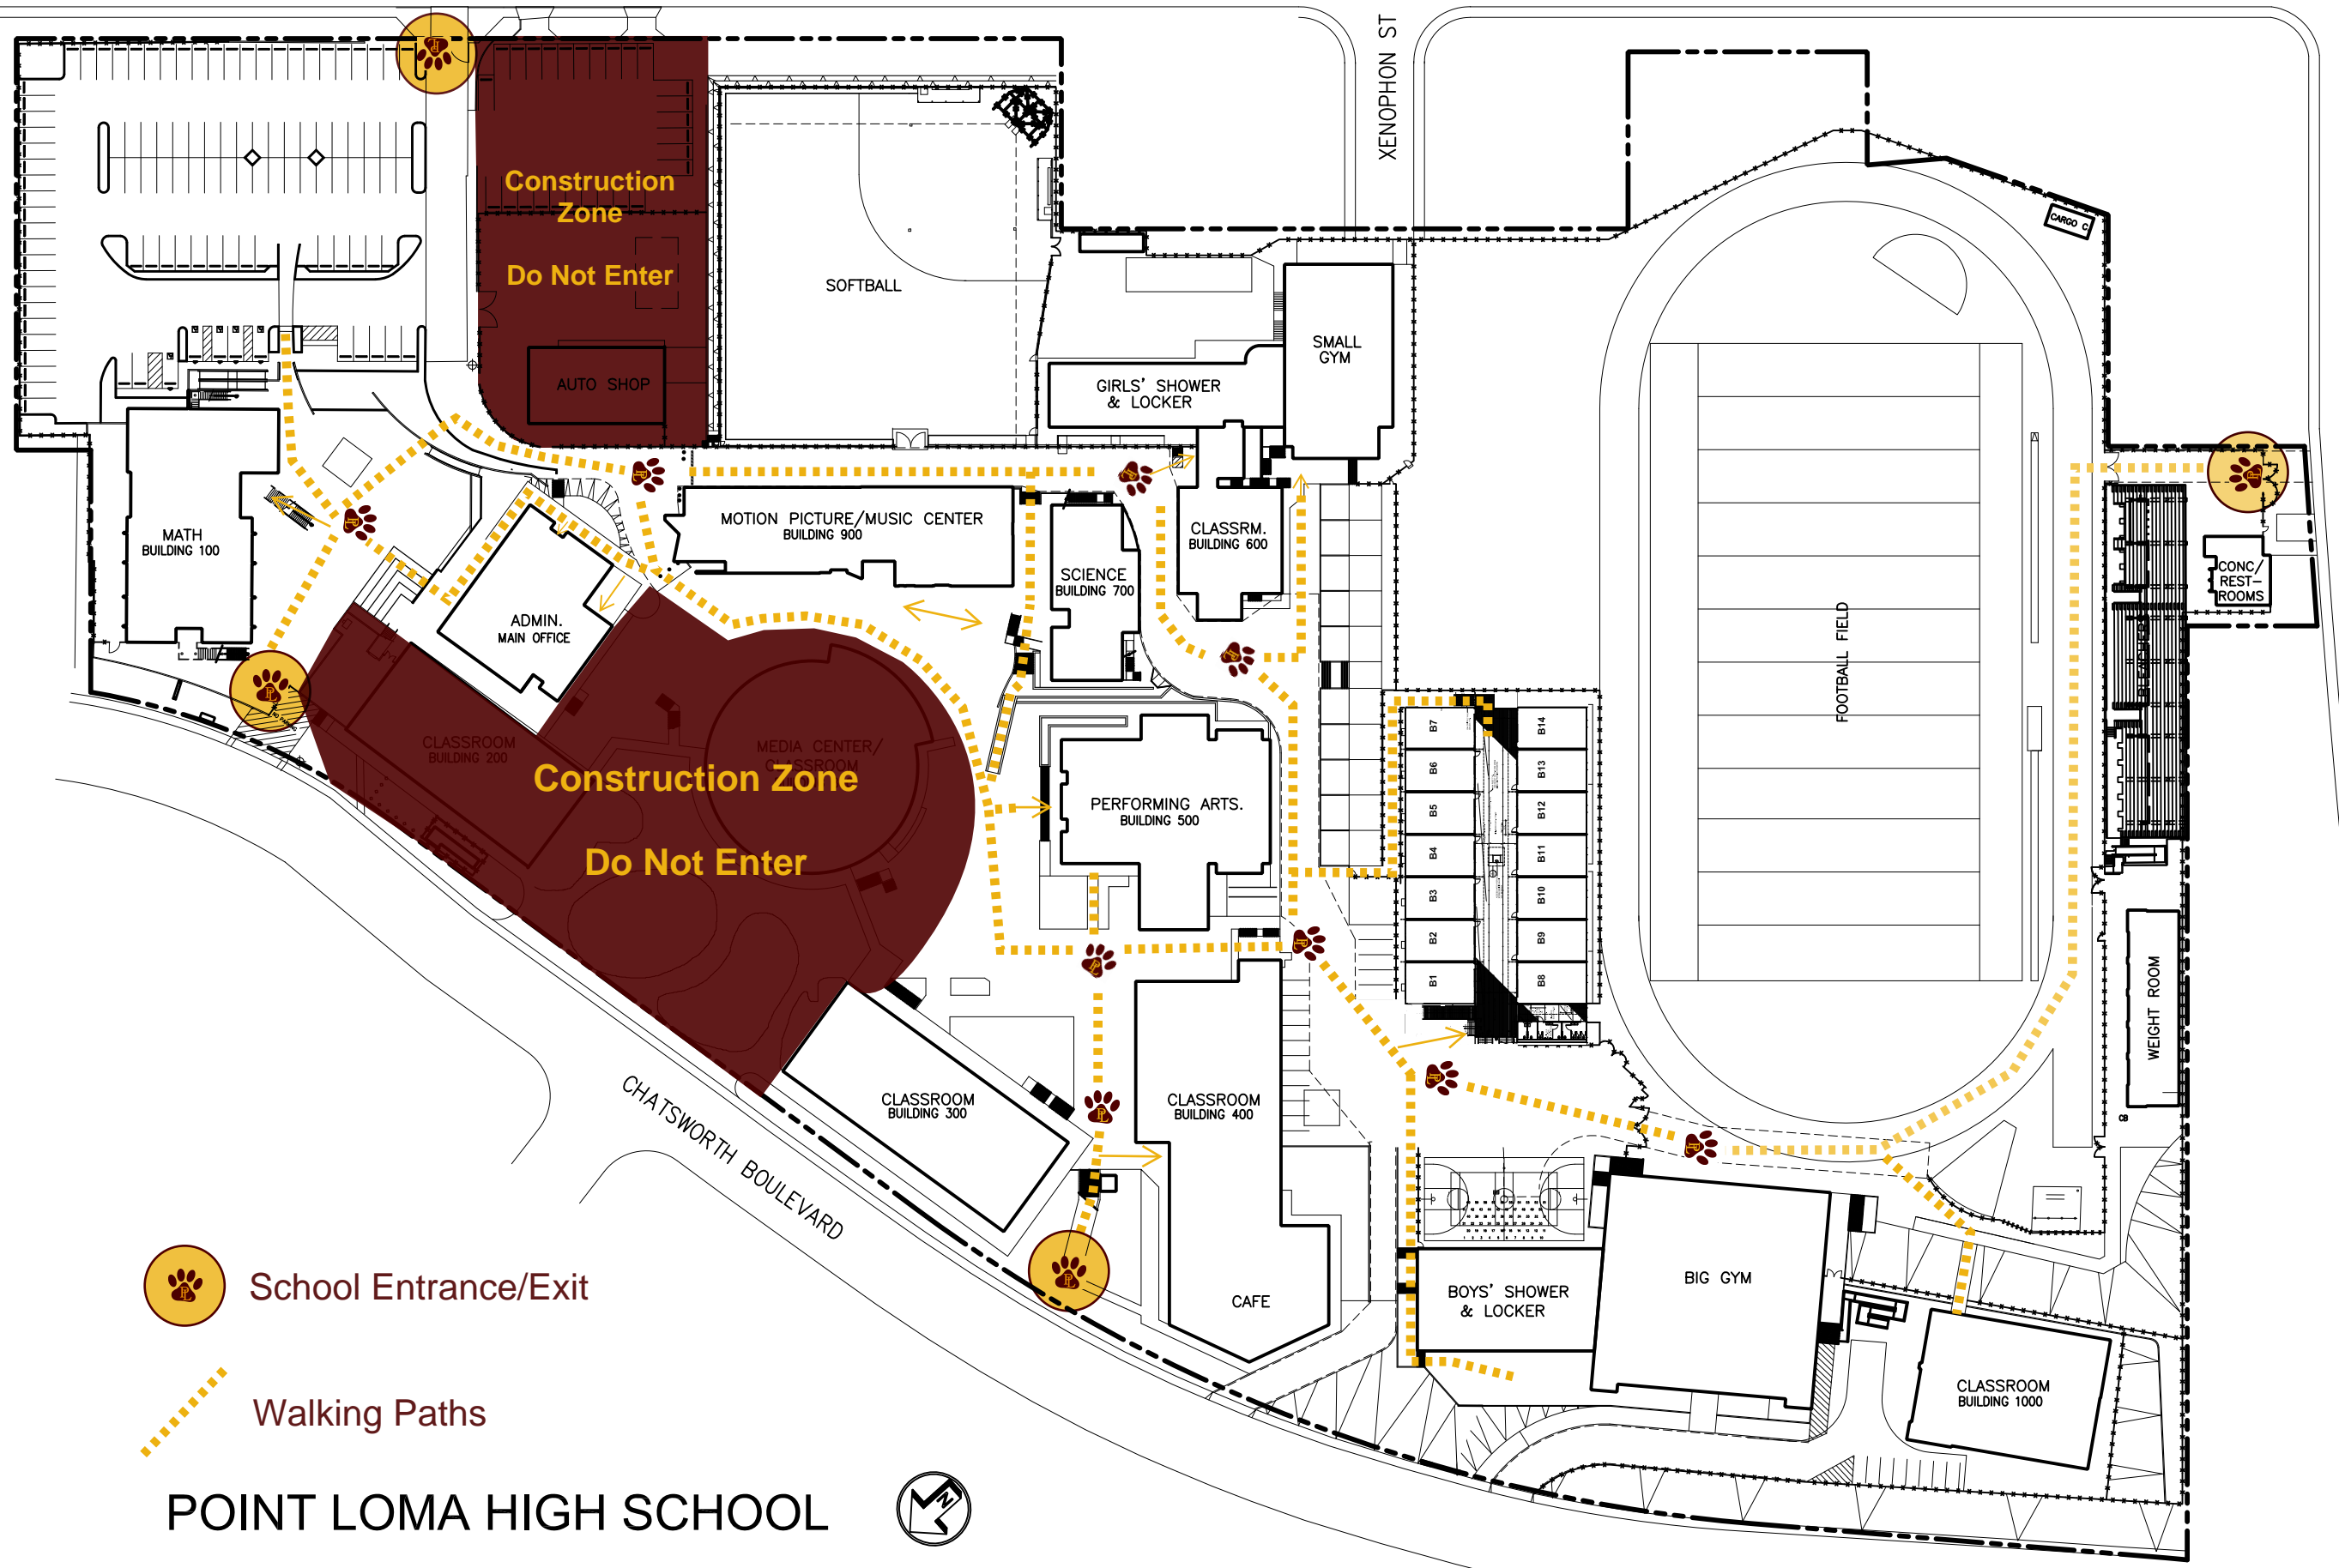 XENOPHON ST
Construction
Zone
Do Not Enter
AUTO SHOP
SOFTBALL
CARGO C
SMALL
GYM
GIRLS' SHOWER
& LOCKER
MATH
BUILDING 100
MOTION PICTURE/MUSIC CENTER
BUILDING 900
CLASSRM.
BUILDING 600
SCIENCE
BUILDING 700
ADMIN.
MAIN OFFICE
CONC/
REST-
ROOMS
FOOTBALL FIELD
BLEACHERS
CLASSROOM
BUILDING 200
MEDIA CENTER/
CLASSROOM
Construction Zone
Do Not Enter
PERFORMING ARTS.
BUILDING 500
B7
B6
B5
B4
B3
B2
B1
B14
B13
B12
B11
B10
B9
B8
WEIGHT ROOM
CB
CLASSROOM
BUILDING 300
CLASSROOM
BUILDING 400
CAFE
CHATSWORTH BOULEVARD
BOYS' SHOWER
& LOCKER
BIG GYM
CLASSROOM
BUILDING 1000
School Entrance/Exit
Walking Paths
POINT LOMA HIGH SCHOOL
N